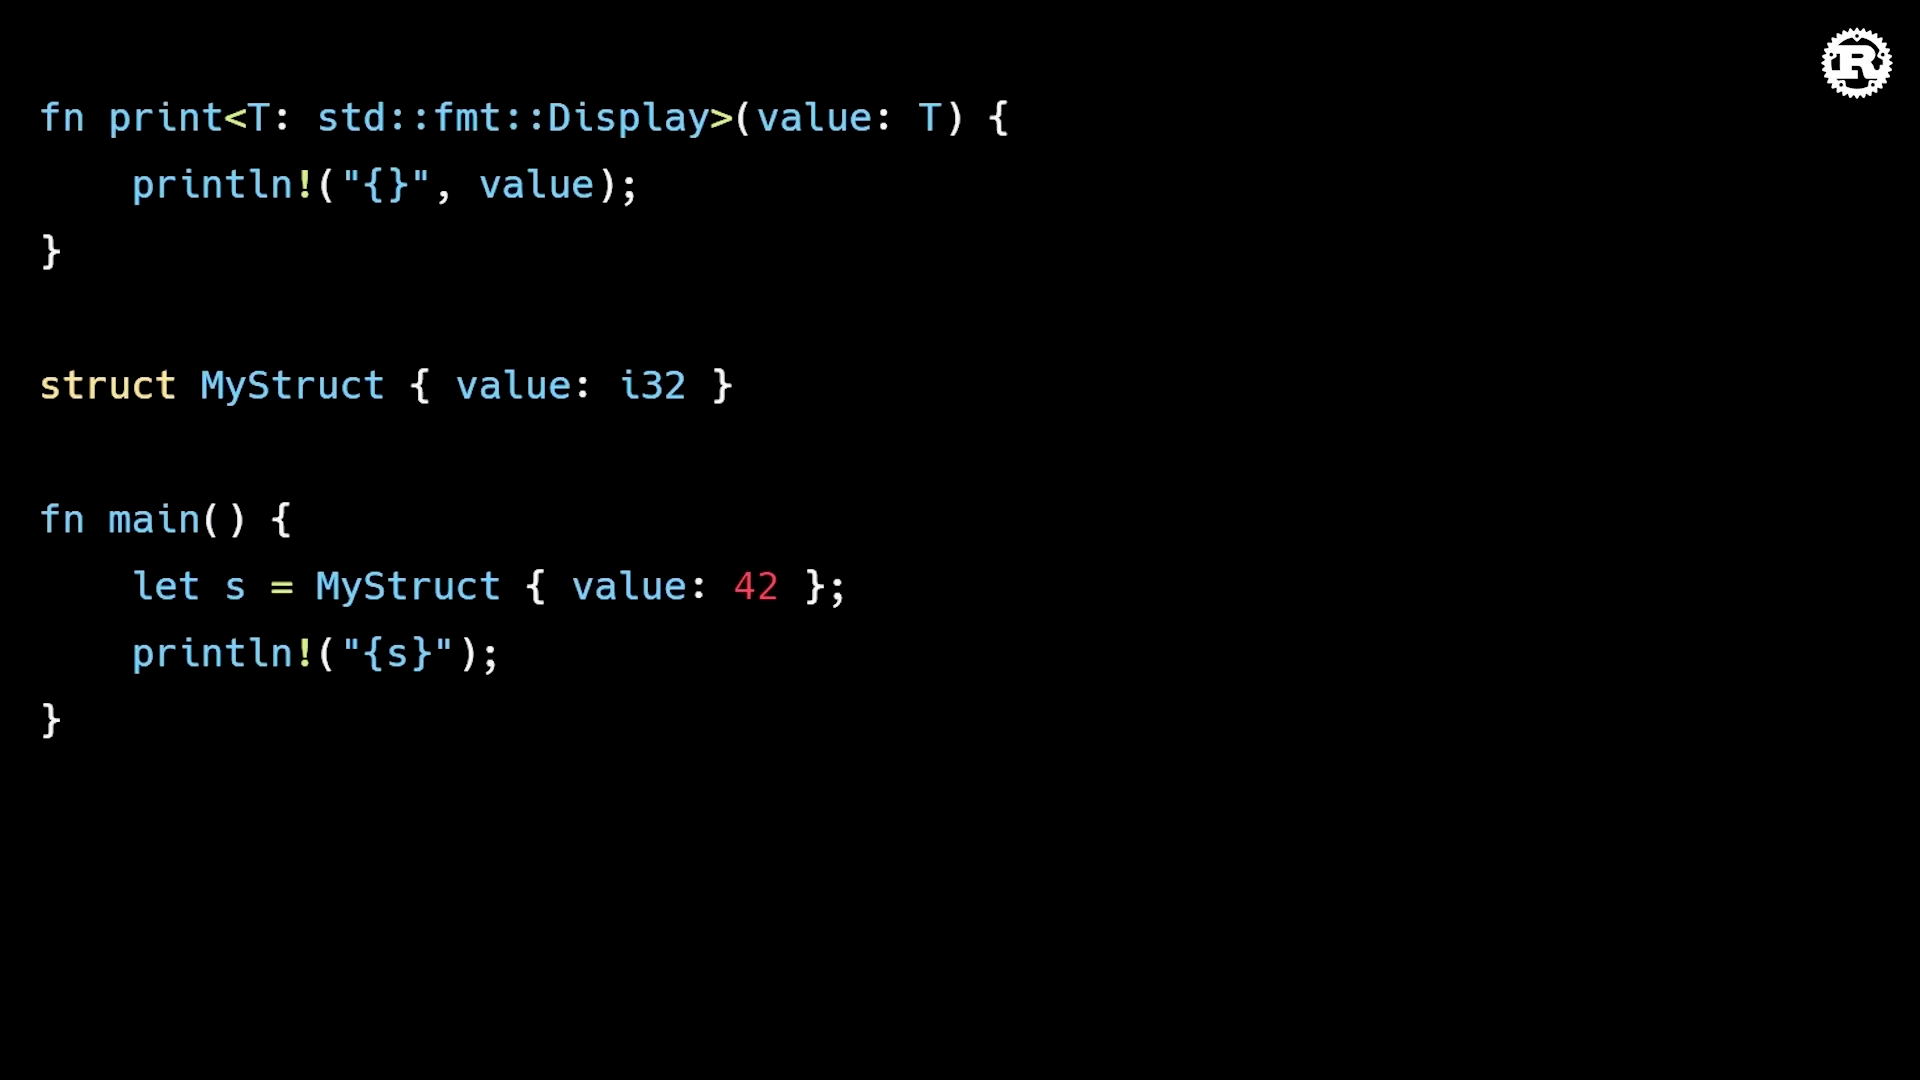 fn print<T: std::fmt::Display>(value: T) {
    println!("{}", value);
}
struct MyStruct { value: i32 }
fn main() {
    let s = MyStruct { value: 42 };
    println!("{s}");
}
R